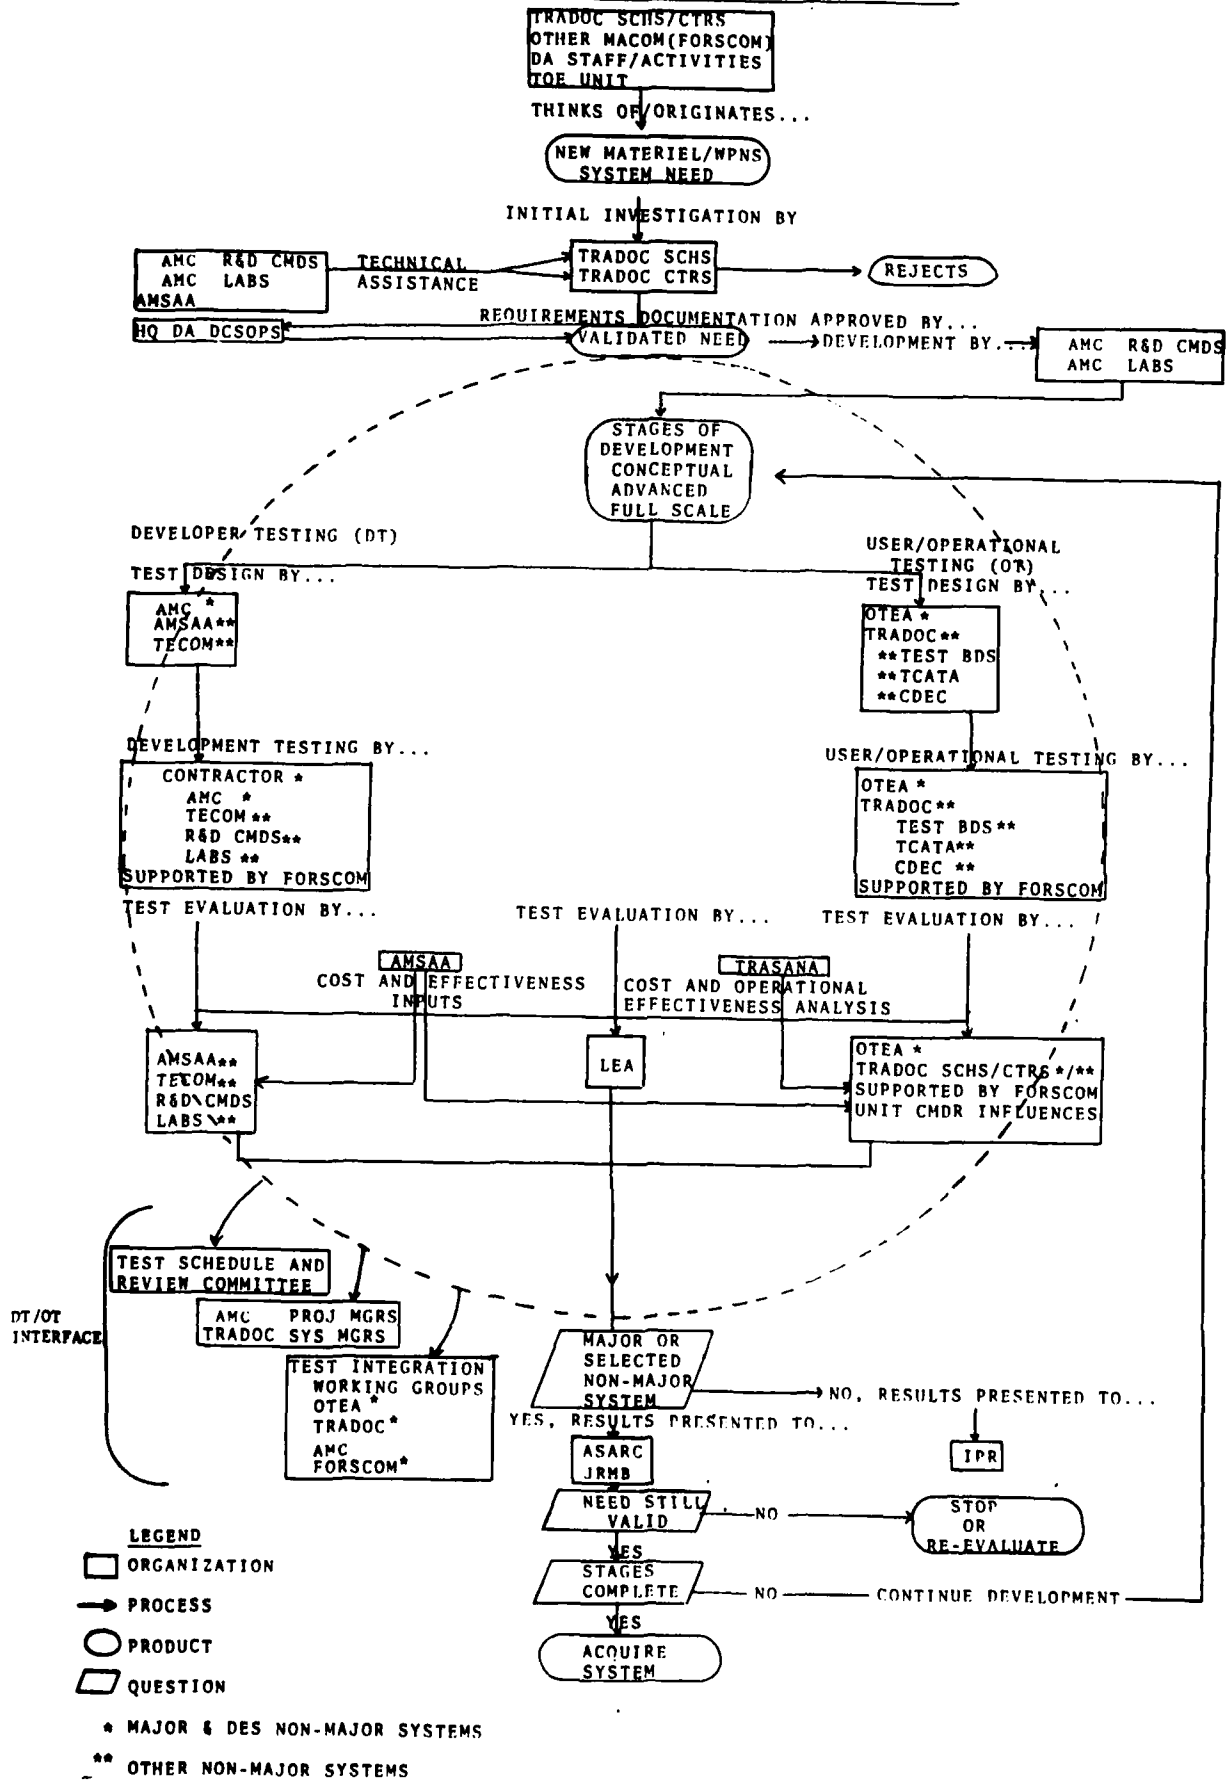 TRADOC SCHS/CTRS
OTHER MACOM(FORSCOM)
DA STAFF/ACTIVITIES
TOE UNIT
THINKS OF/ORIGINATES...
NEW MATERIEL/WPNS
SYSTEM NEED
INITIAL INVESTIGATION BY
AMC R&D CMDS
AMC LABS
AMSAA
TECHNICAL
ASSISTANCE
TRADOC SCHS
TRADOC CTRS
REJECTS
REQUIREMENTS DOCUMENTATION APPROVED BY...
HQ DA DCSOPS
VALIDATED NEED
DEVELOPMENT BY...
AMC R&D CMDS
AMC LABS
STAGES OF
DEVELOPMENT
CONCEPTUAL
ADVANCED
FULL SCALE
DEVELOPER TESTING (DT)
TEST DESIGN BY...
AMC *
AMSAA**
TECOM**
USER/OPERATIONAL
TESTING (OT)
TEST DESIGN BY...
OTEA *
TRADOC**
**TEST BDS
**TCATA
**CDEC
DEVELOPMENT TESTING BY...
CONTRACTOR *
AMC *
TECOM**
R&D CMDS**
LABS **
SUPPORTED BY FORSCOM
USER/OPERATIONAL TESTING BY...
OTEA *
TRADOC**
TEST BDS**
TCATA**
CDEC **
SUPPORTED BY FORSCOM
TEST EVALUATION BY...
TEST EVALUATION BY...
TEST EVALUATION BY...
AMSAA
COST AND EFFECTIVENESS
INPUTS
TRASANA
COST AND OPERATIONAL
EFFECTIVENESS ANALYSIS
AMSAA**
TECOM**
R&D CMDS
LABS **
LEA
OTEA *
TRADOC SCHS/CTRS */**
SUPPORTED BY FORSCOM
UNIT CMDR INFLUENCES
DT/OT
INTERFACE
TEST SCHEDULE AND
REVIEW COMMITTEE
AMC PROJ MGRS
TRADOC SYS MGRS
TEST INTEGRATION
WORKING GROUPS
OTEA *
TRADOC*
AMC
FORSCOM*
MAJOR OR
SELECTED
NON-MAJOR
SYSTEM
NO, RESULTS PRESENTED TO...
YES, RESULTS PRESENTED TO...
ASARC
JRMB
IPR
NEED STILL
VALID
NO
STOP
OR
RE-EVALUATE
YES
STAGES
COMPLETE
NO
CONTINUE DEVELOPMENT
YES
ACQUIRE
SYSTEM
LEGEND
ORGANIZATION
PROCESS
PRODUCT
QUESTION
* MAJOR & DES NON-MAJOR SYSTEMS
** OTHER NON-MAJOR SYSTEMS